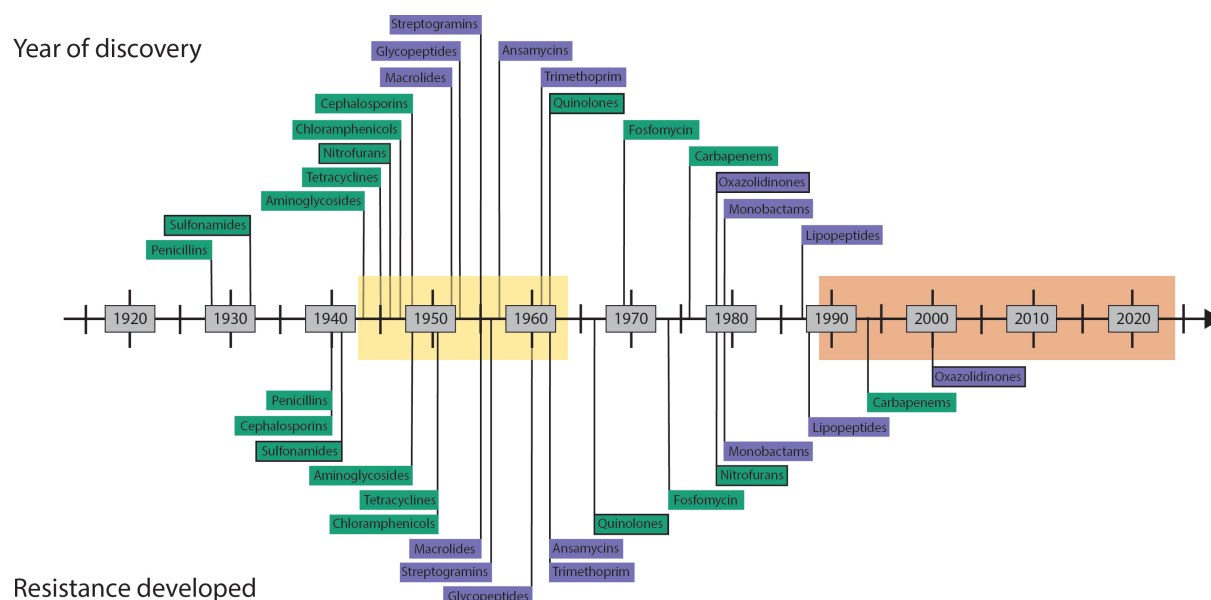 Streptogramins
Year of discovery
Glycopeptides
Ansamycins
Macrolides
Trimethoprim
Cephalosporins
Quinolones
Chloramphenicols
Fosfomycin
Nitrofurans
Carbapenems
Tetracyclines
Oxazolidinones
Aminoglycosides
Monobactams
Sulfonamides
Lipopeptides
Penicillins
1920 1930 1940 1950 1960 1970 1980 1990 2000 2010 2020
Oxazolidinones
Penicillins
Carbapenems
Cephalosporins
Lipopeptides
Sulfonamides
Monobactams
Aminoglycosides
Nitrofurans
Tetracyclines
Fosfomycin
Chloramphenicols
Quinolones
Macrolides
Ansamycins
Streptogramins
Trimethoprim
Resistance developed
Glycopeptides